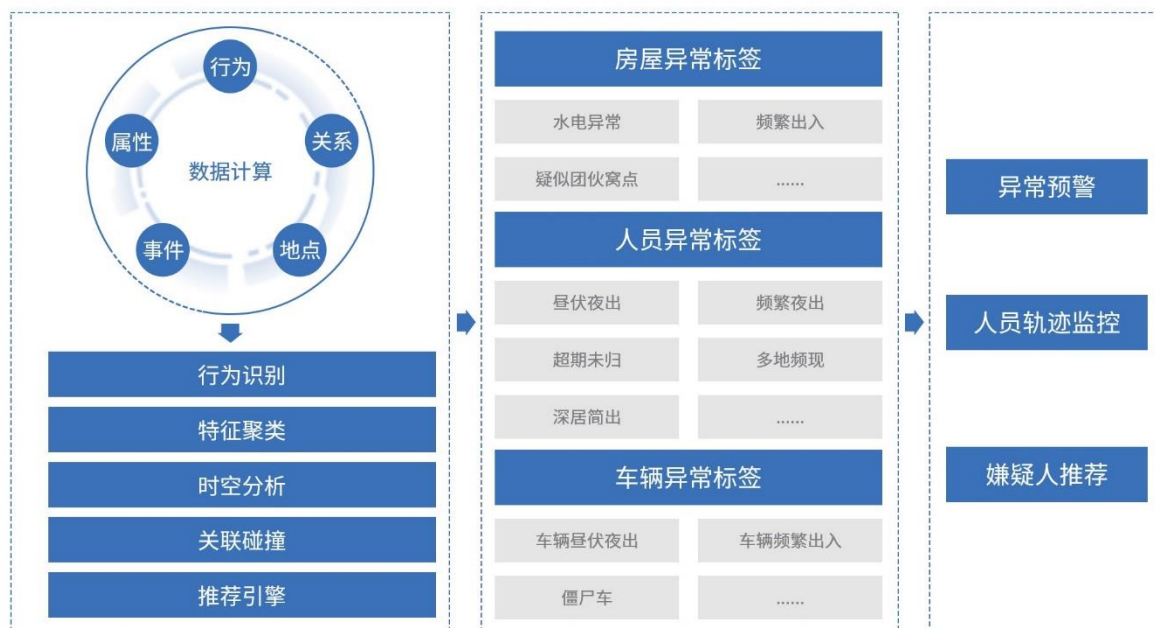 行为
属性
关系
数据计算
事件
地点
行为识别
特征聚类
时空分析
关联碰撞
推荐引擎
房屋异常标签
水电异常
频繁出入
疑似团伙窝点
......
人员异常标签
昼伏夜出
频繁夜出
超期未归
多地频现
深居简出
......
车辆异常标签
车辆昼伏夜出
车辆频繁出入
僵尸车
......
异常预警
人员轨迹监控
嫌疑人推荐